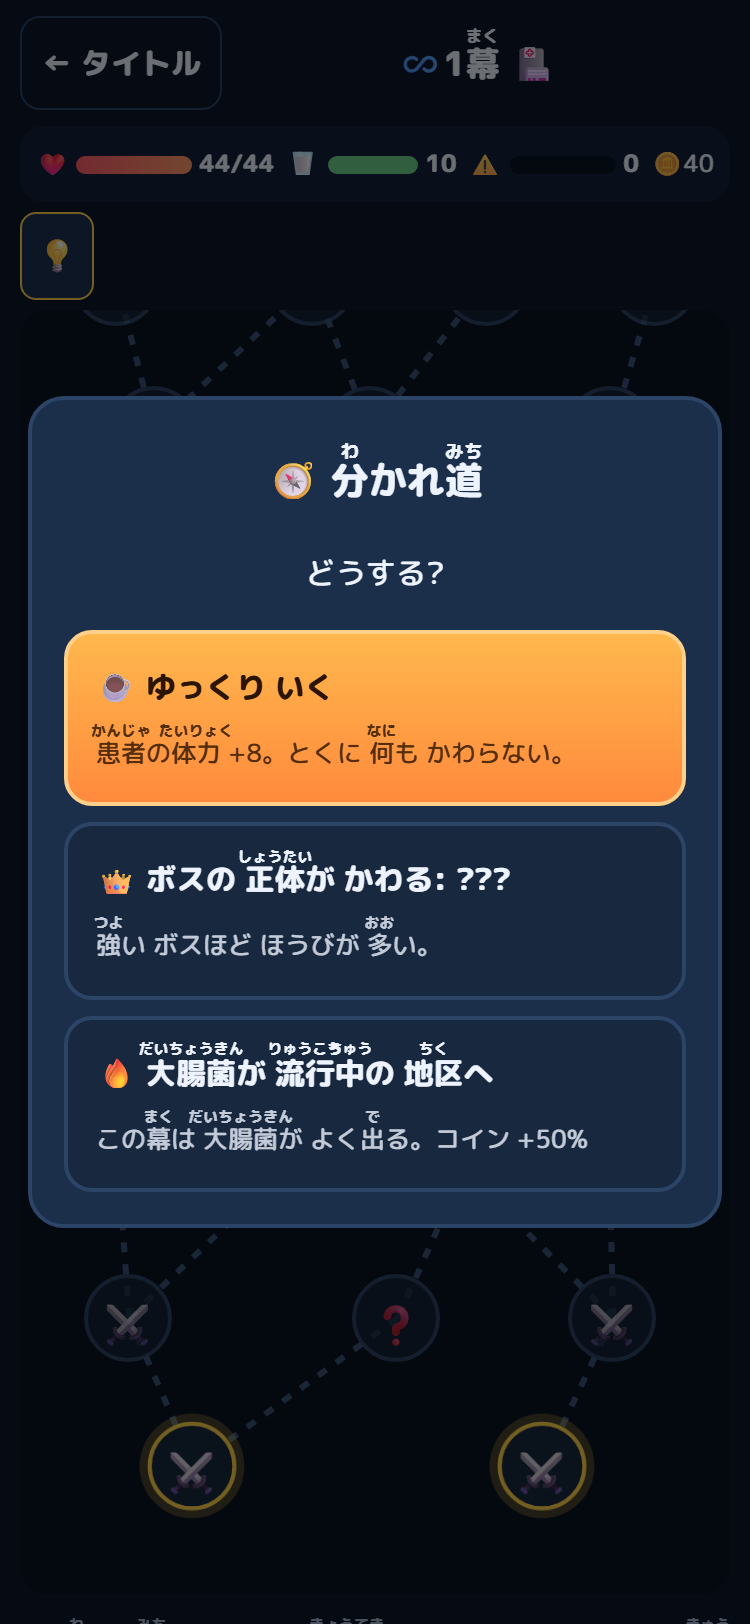 ← タイトル
まく
∞1幕
44/44 10 0 40
わ みち
分かれ道
どうする?
ゆっくり いく
かんじゃ たいりょく なに
患者の体力 +8。とくに 何も かわらない。
しょうたい
ボスの 正体が かわる: ???
つよ おお
強い ボスほど ほうびが 多い。
だいちょうきん りゅうこうちゅう ちく
大腸菌が 流行中の 地区へ
まく だいちょうきん で
この幕は 大腸菌が よく出る。コイン +50%